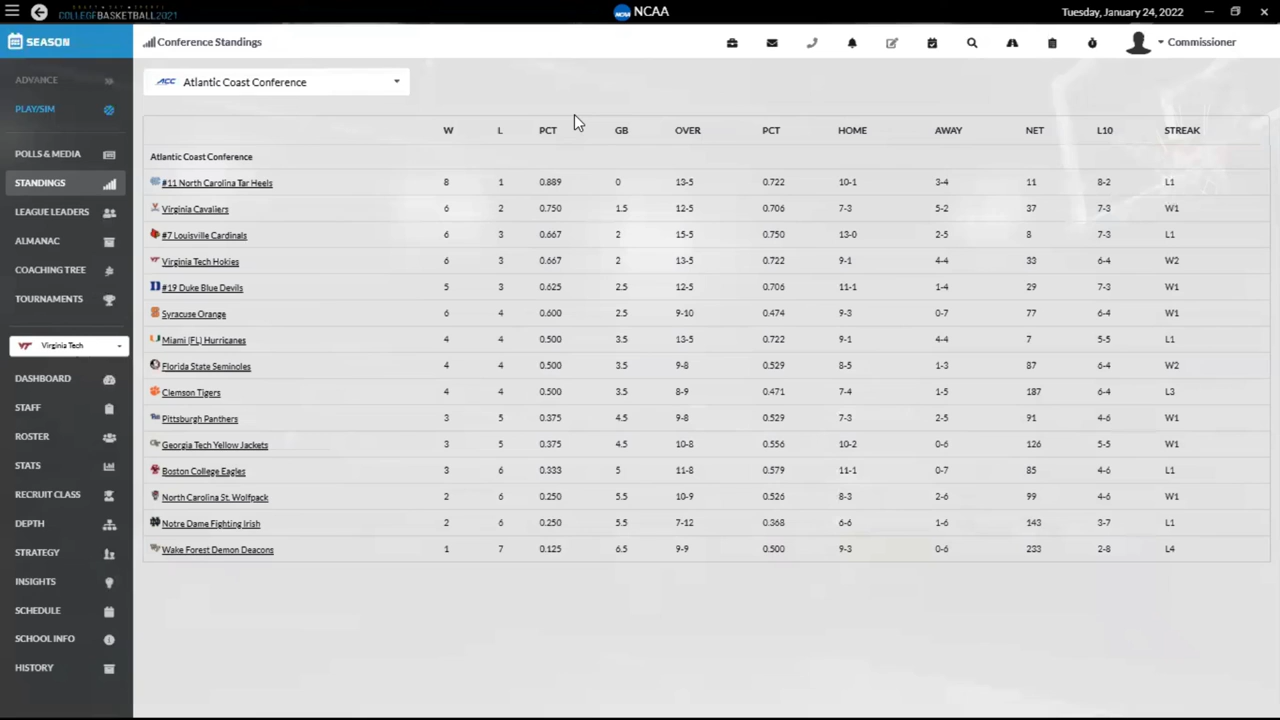 DRAFT DAY SPORTS
COLLEGE BASKETBALL 2021
NCAA
Tuesday, January 24, 2022
SEASON
Conference Standings
Commissioner
ADVANCE
PLAY/SIM
POLLS & MEDIA
STANDINGS
LEAGUE LEADERS
ALMANAC
COACHING TREE
TOURNAMENTS
VT Virginia Tech
DASHBOARD
STAFF
ROSTER
STATS
RECRUIT CLASS
DEPTH
STRATEGY
INSIGHTS
SCHEDULE
SCHOOL INFO
HISTORY
ACC Atlantic Coast Conference
W L PCT GB OVER PCT HOME AWAY NET L10 STREAK
Atlantic Coast Conference
#11 North Carolina Tar Heels 8 1 0.889 0 13-5 0.722 10-1 3-4 11 8-2 L1
Virginia Cavaliers 6 2 0.750 1.5 12-5 0.706 7-3 5-2 37 7-3 W1
#7 Louisville Cardinals 6 3 0.667 2 15-5 0.750 13-0 2-5 8 7-3 L1
Virginia Tech Hokies 6 3 0.667 2 13-5 0.722 9-1 4-4 33 6-4 W2
#19 Duke Blue Devils 5 3 0.625 2.5 12-5 0.706 11-1 1-4 29 7-3 W1
Syracuse Orange 6 4 0.600 2.5 9-10 0.474 9-3 0-7 77 6-4 W1
Miami (FL) Hurricanes 4 4 0.500 3.5 13-5 0.722 9-1 4-4 7 5-5 L1
Florida State Seminoles 4 4 0.500 3.5 9-8 0.529 8-5 1-3 87 6-4 W2
Clemson Tigers 4 4 0.500 3.5 8-9 0.471 7-4 1-5 187 6-4 L3
Pittsburgh Panthers 3 5 0.375 4.5 9-8 0.529 7-3 2-5 91 4-6 W1
Georgia Tech Yellow Jackets 3 5 0.375 4.5 10-8 0.556 10-2 0-6 126 5-5 W1
Boston College Eagles 3 6 0.333 5 11-8 0.579 11-1 0-7 85 4-6 L1
North Carolina St. Wolfpack 2 6 0.250 5.5 10-9 0.526 8-3 2-6 99 4-6 W1
Notre Dame Fighting Irish 2 6 0.250 5.5 7-12 0.368 6-6 1-6 143 3-7 L1
Wake Forest Demon Deacons 1 7 0.125 6.5 9-9 0.500 9-3 0-6 233 2-8 L4